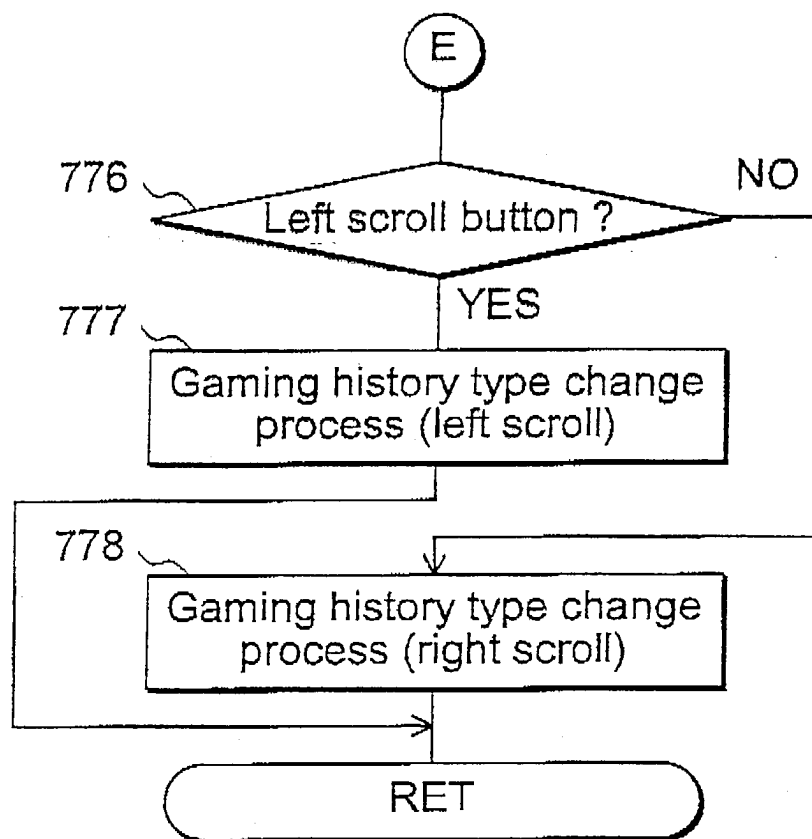 E
776
Left scroll button ?
NO
YES
777
Gaming history type change
process (left scroll)
778
Gaming history type change
process (right scroll)
RET